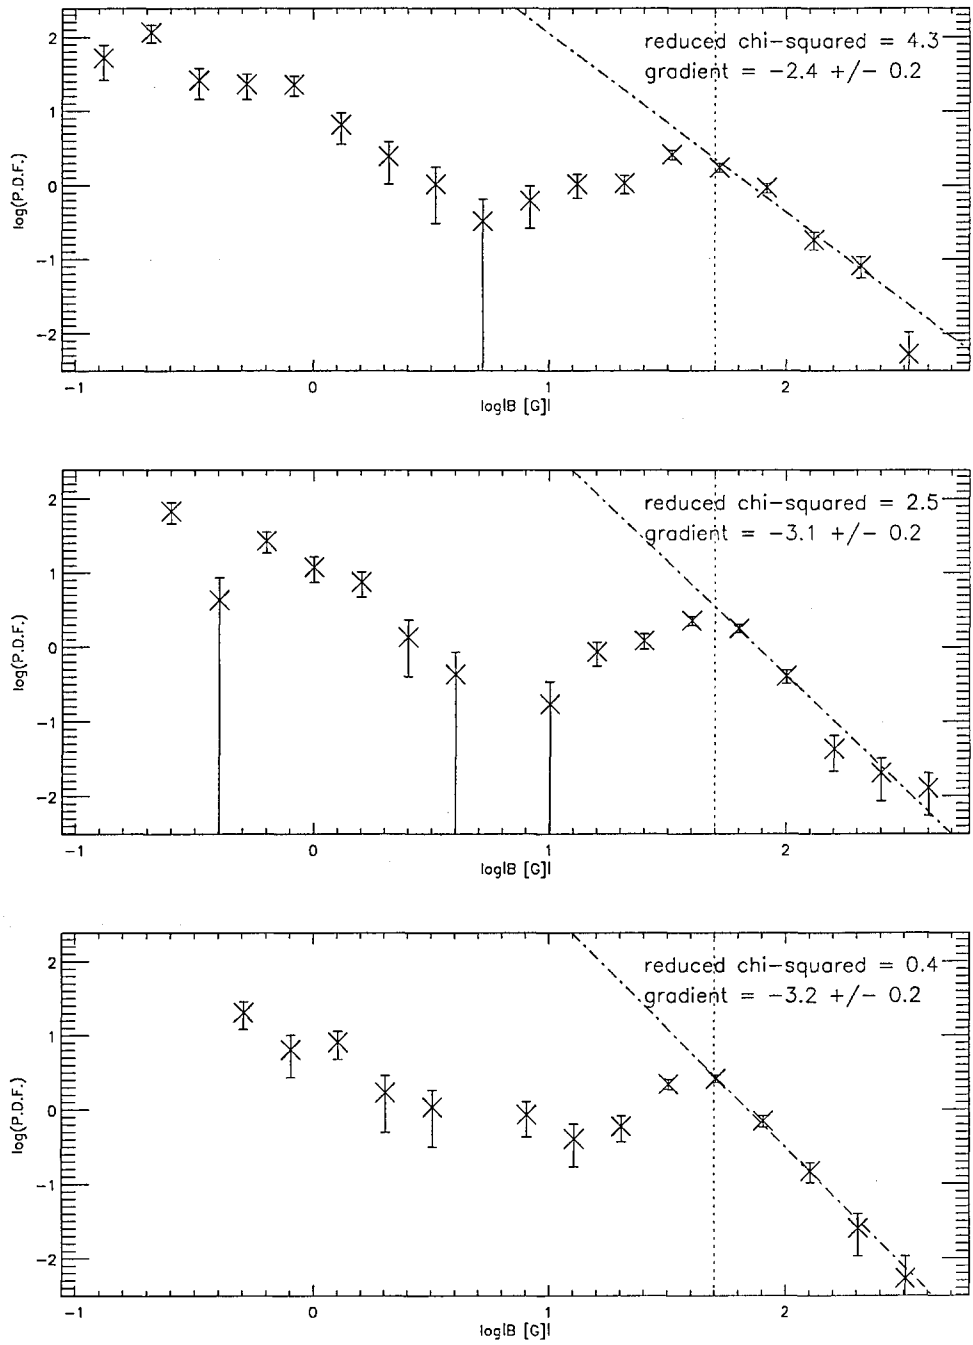 reduced chi-squared = 4.3
gradient = -2.4 +/- 0.2
2
1
0
-1
-2
log(P.D.F.)
-1 0 1 2
log|B [G]|
reduced chi-squared = 2.5
gradient = -3.1 +/- 0.2
2
1
0
-1
-2
log(P.D.F.)
-1 0 1 2
log|B [G]|
reduced chi-squared = 0.4
gradient = -3.2 +/- 0.2
2
1
0
-1
-2
log(P.D.F.)
-1 0 1 2
log|B [G]|